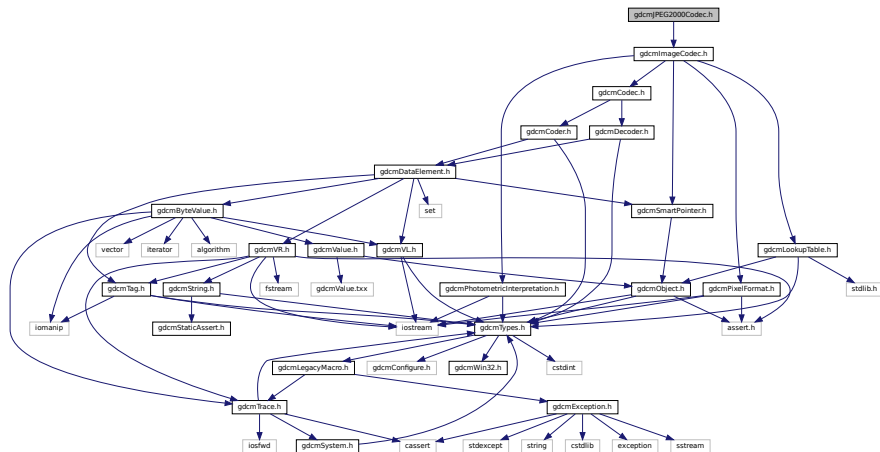 gdcmJPEG2000Codec.h
gdcmImageCodec.h
gdcmCodec.h
gdcmCoder.h
gdcmDecoder.h
gdcmDataElement.h
gdcmByteValue.h
set
gdcmSmartPointer.h
vector
iterator
algorithm
gdcmVR.h
gdcmValue.h
gdcmVL.h
gdcmLookupTable.h
gdcmTag.h
gdcmString.h
fstream
gdcmValue.txx
gdcmPhotometricInterpretation.h
gdcmObject.h
gdcmPixelFormat.h
stdlib.h
iomanip
gdcmStaticAssert.h
iostream
gdcmTypes.h
assert.h
gdcmLegacyMacro.h
gdcmConfigure.h
gdcmWin32.h
cstdint
gdcmTrace.h
gdcmException.h
iosfwd
gdcmSystem.h
cassert
stdexcept
string
cstdlib
exception
sstream